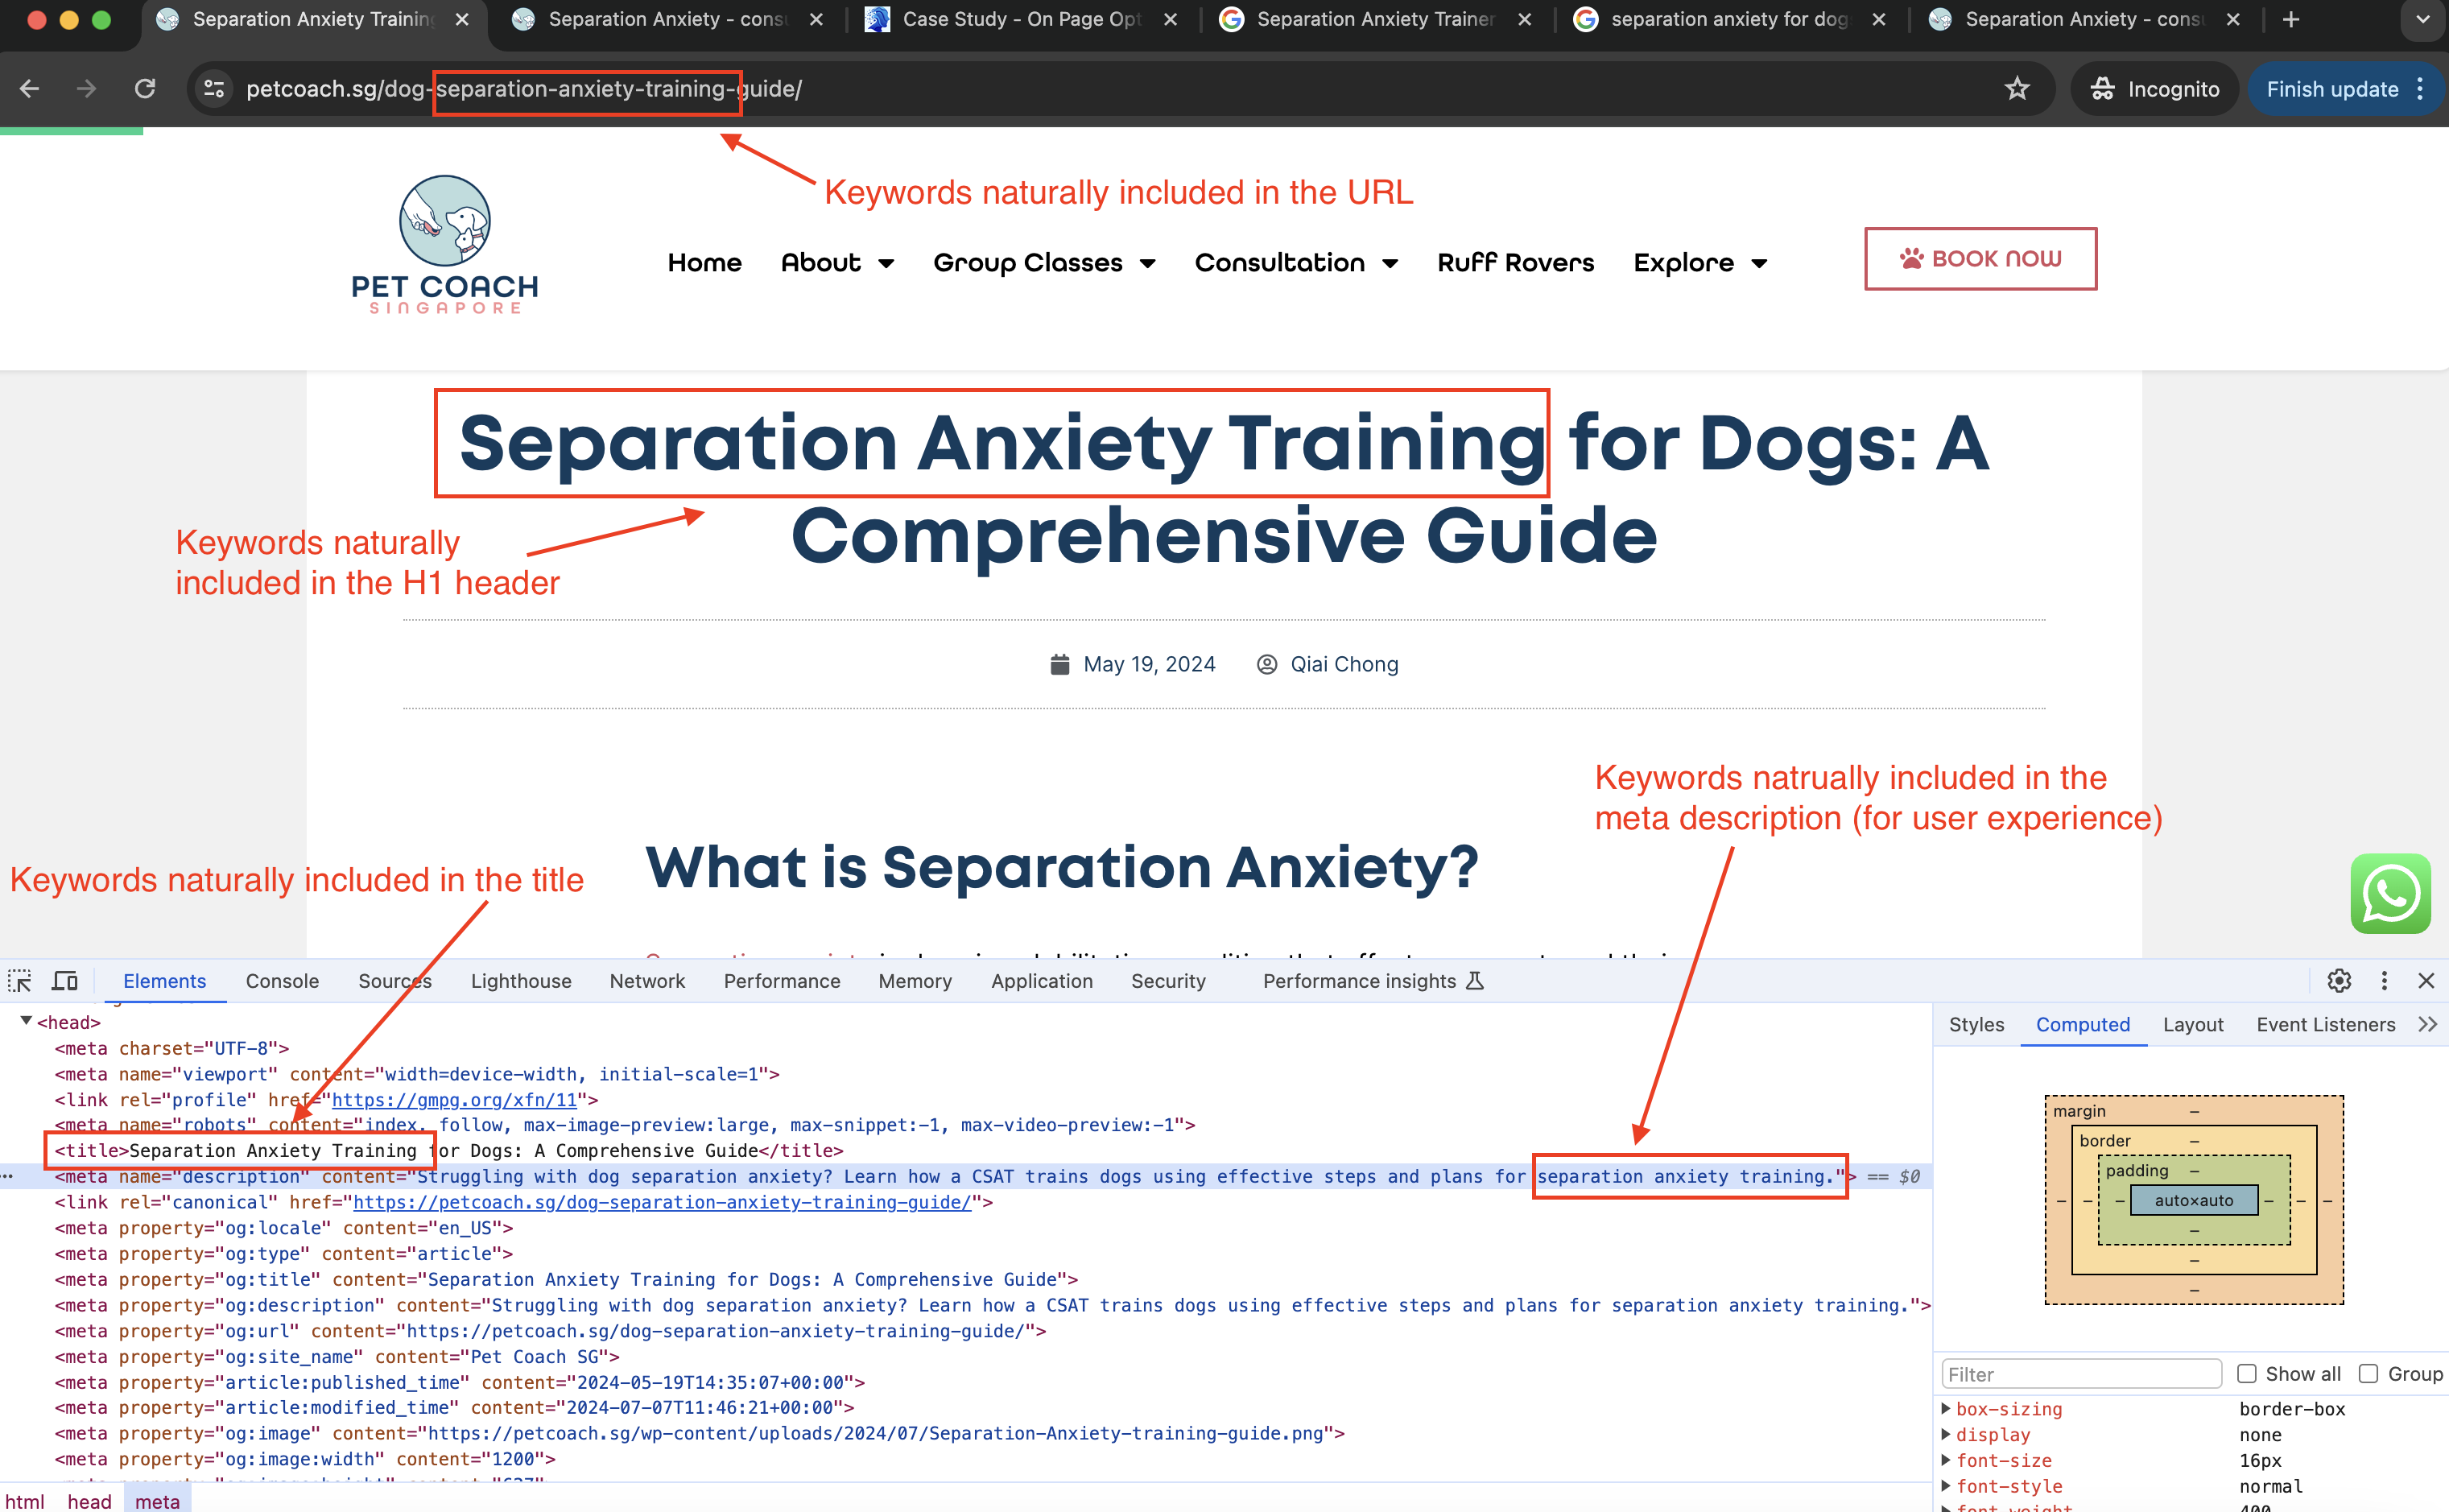 Separation Anxiety Training
Separation Anxiety - consu
Case Study - On Page Opt
Separation Anxiety Trainer
separation anxiety for dog
Separation Anxiety - consu
petcoach.sg/dog-separation-anxiety-training-guide/
Incognito
Finish update
Keywords naturally included in the URL
PET COACH
SINGAPORE
Home About Group Classes Consultation Ruff Rovers Explore
BOOK NOW
Separation Anxiety Training for Dogs: A
Comprehensive Guide
Keywords naturally
included in the H1 header
May 19, 2024 Qiai Chong
Keywords natrually included in the
meta description (for user experience)
What is Separation Anxiety?
Keywords naturally included in the title
Elements Console Sources Lighthouse Network Performance Memory Application Security Performance insights
<head>
<meta charset="UTF-8">
<meta name="viewport" content="width=device-width, initial-scale=1">
<link rel="profile" href="https://gmpg.org/xfn/11">
<meta name="robots" content="index, follow, max-image-preview:large, max-snippet:-1, max-video-preview:-1">
<title>Separation Anxiety Training for Dogs: A Comprehensive Guide</title>
<meta name="description" content="Struggling with dog separation anxiety? Learn how a CSAT trains dogs using effective steps and plans for separation anxiety training."> == $0
<link rel="canonical" href="https://petcoach.sg/dog-separation-anxiety-training-guide/">
<meta property="og:locale" content="en_US">
<meta property="og:type" content="article">
<meta property="og:title" content="Separation Anxiety Training for Dogs: A Comprehensive Guide">
<meta property="og:description" content="Struggling with dog separation anxiety? Learn how a CSAT trains dogs using effective steps and plans for separation anxiety training.">
<meta property="og:url" content="https://petcoach.sg/dog-separation-anxiety-training-guide/">
<meta property="og:site_name" content="Pet Coach SG">
<meta property="article:published_time" content="2024-05-19T14:35:07+00:00">
<meta property="article:modified_time" content="2024-07-07T11:46:21+00:00">
<meta property="og:image" content="https://petcoach.sg/wp-content/uploads/2024/07/Separation-Anxiety-training-guide.png">
<meta property="og:image:width" content="1200">
html head meta
Styles Computed Layout Event Listeners
margin –
border –
padding –
– – – auto×auto – – –
–
–
–
Filter Show all Group
box-sizing border-box
display none
font-size 16px
font-style normal